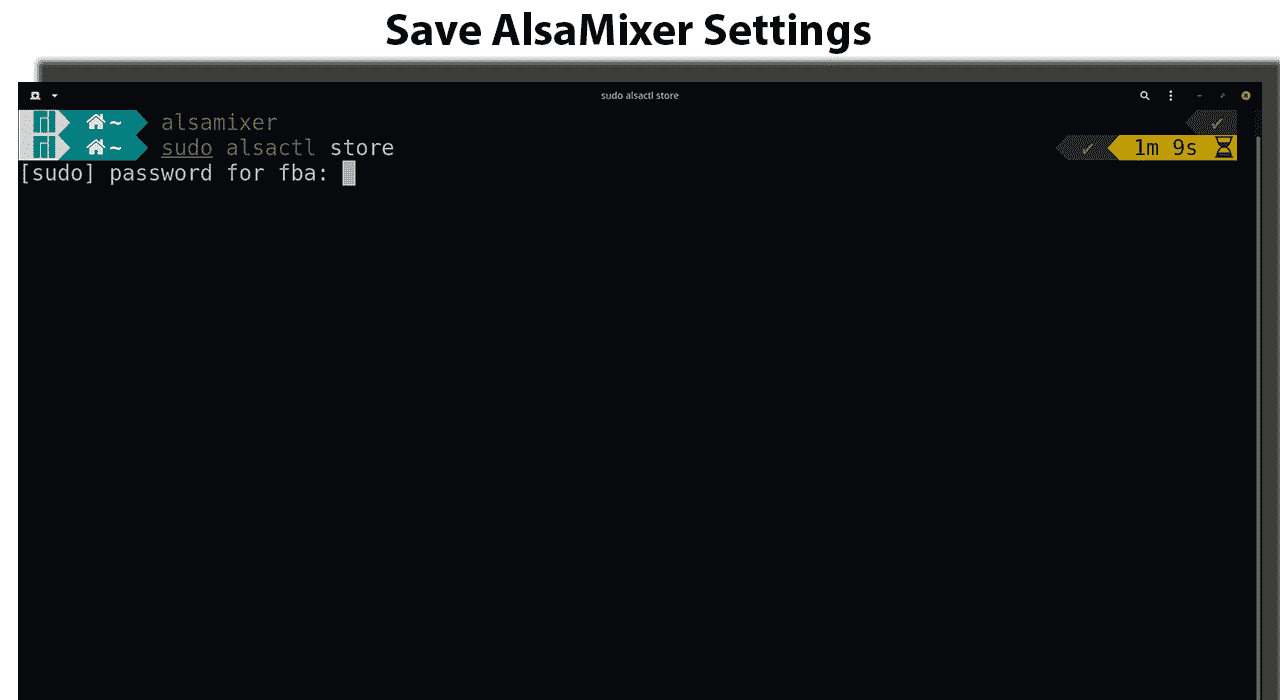 Save AlsaMixer Settings
sudo alsactl store
~ alsamixer ✓
~ sudo alsactl store ✓ 1m 9s
[sudo] password for fba: